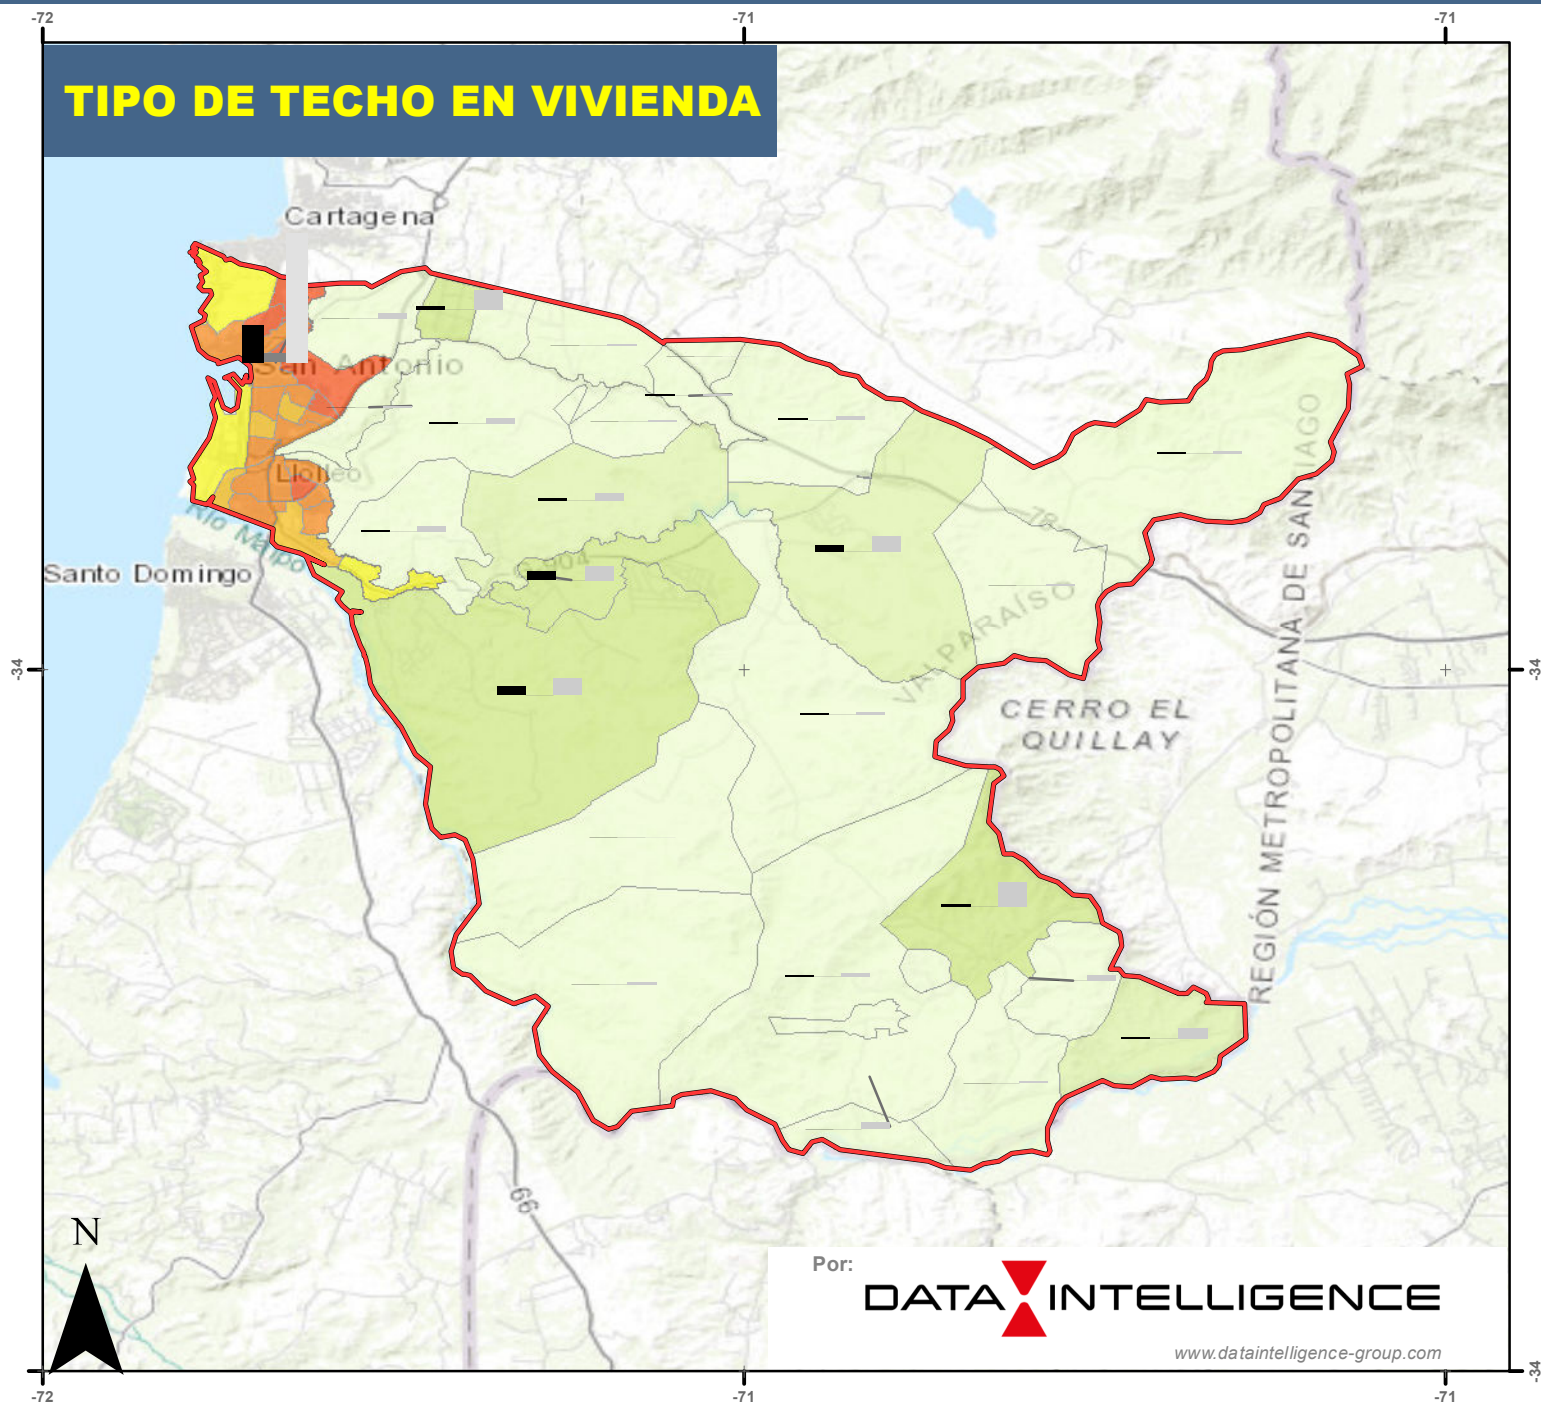 -72
-71
-71
TIPO DE TECHO EN VIVIENDA
Cartagena
San Antonio
Llolleo
Río Maipo
Santo Domingo
G-904
78
VALPARAÍSO
REGIÓN METROPOLITANA DE SANTIAGO
-34
-34
CERRO EL
QUILLAY
66
N
Por:
DATA INTELLIGENCE
www.dataintelligence-group.com
-34
-72
-71
-71